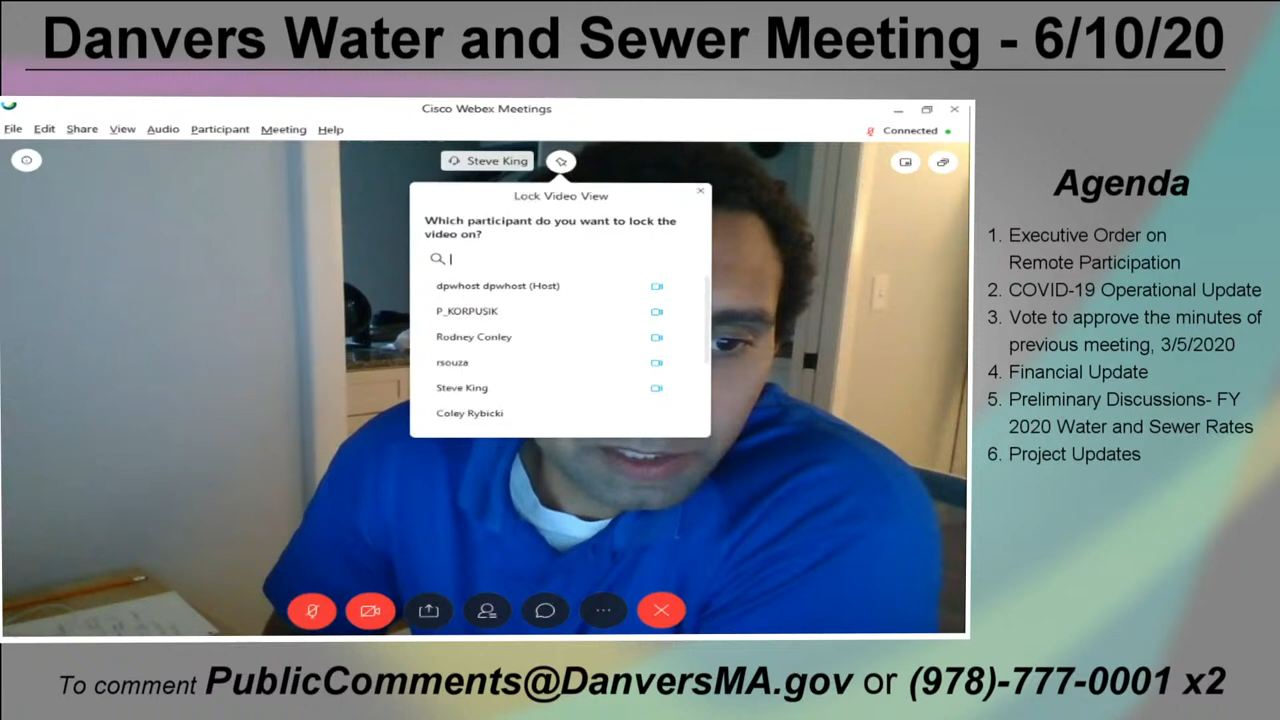 Danvers Water and Sewer Meeting - 6/10/20
Cisco Webex Meetings
File Edit Share View Audio Participant Meeting Help
Connected
Steve King
Lock Video View
Which participant do you want to lock the
video on?
dpwhost dpwhost (Host)
P_KORPUSIK
Rodney Conley
rsouza
Steve King
Coley Rybicki
Agenda
1. Executive Order on
Remote Participation
2. COVID-19 Operational Update
3. Vote to approve the minutes of
previous meeting, 3/5/2020
4. Financial Update
5. Preliminary Discussions- FY
2020 Water and Sewer Rates
6. Project Updates
To comment PublicComments@DanversMA.gov or (978)-777-0001 x2